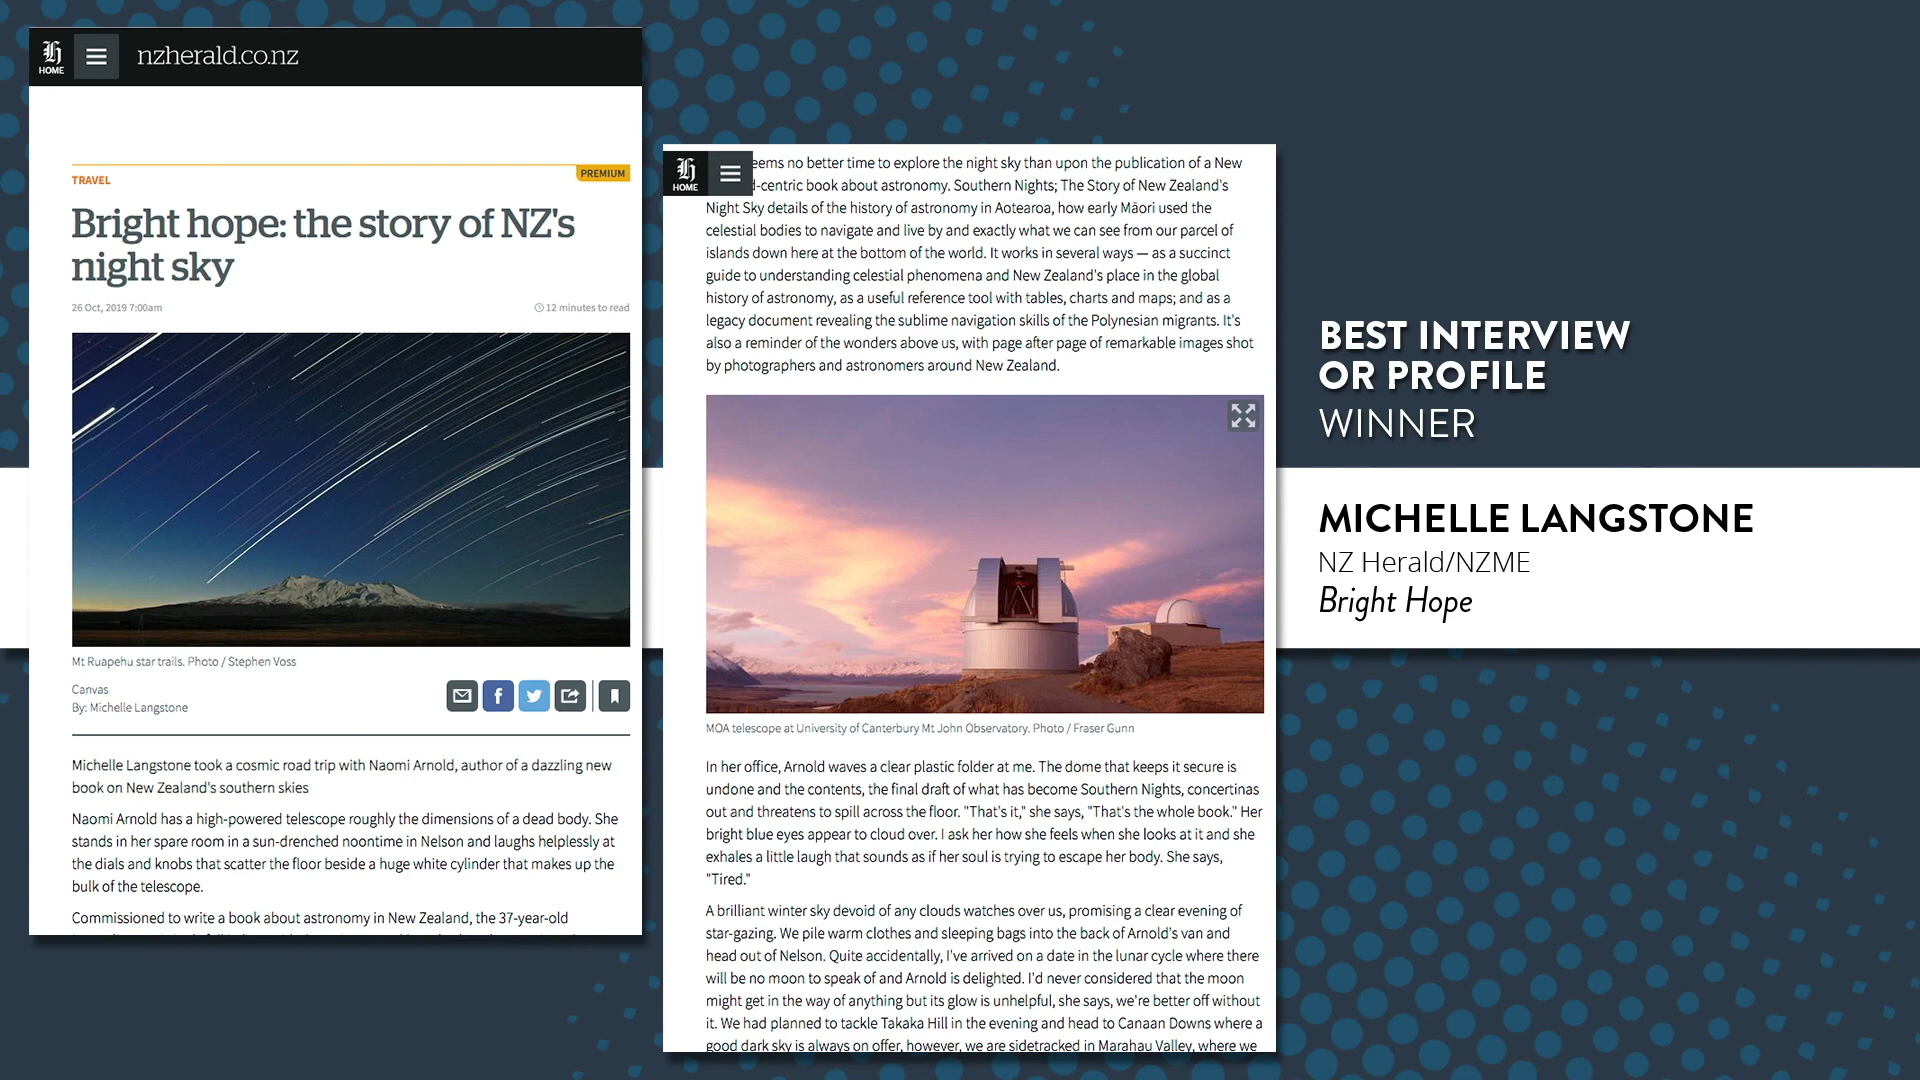 HOME
nzherald.co.nz
TRAVEL
PREMIUM
Bright hope: the story of NZ's
night sky
26 Oct, 2019 7:00am
12 minutes to read
Mt Ruapehu star trails. Photo / Stephen Voss
Canvas
By: Michelle Langstone
Michelle Langstone took a cosmic road trip with Naomi Arnold, author of a dazzling new
book on New Zealand's southern skies
Naomi Arnold has a high-powered telescope roughly the dimensions of a dead body. She
stands in her spare room in a sun-drenched noontime in Nelson and laughs helplessly at
the dials and knobs that scatter the floor beside a huge white cylinder that makes up the
bulk of the telescope.
Commissioned to write a book about astronomy in New Zealand, the 37-year-old
HOME
eems no better time to explore the night sky than upon the publication of a New
d-centric book about astronomy. Southern Nights; The Story of New Zealand's
Night Sky details of the history of astronomy in Aotearoa, how early Māori used the
celestial bodies to navigate and live by and exactly what we can see from our parcel of
islands down here at the bottom of the world. It works in several ways — as a succinct
guide to understanding celestial phenomena and New Zealand's place in the global
history of astronomy, as a useful reference tool with tables, charts and maps; and as a
legacy document revealing the sublime navigation skills of the Polynesian migrants. It's
also a reminder of the wonders above us, with page after page of remarkable images shot
by photographers and astronomers around New Zealand.
MOA telescope at University of Canterbury Mt John Observatory. Photo / Fraser Gunn
In her office, Arnold waves a clear plastic folder at me. The dome that keeps it secure is
undone and the contents, the final draft of what has become Southern Nights, concertinas
out and threatens to spill across the floor. "That's it," she says, "That's the whole book." Her
bright blue eyes appear to cloud over. I ask her how she feels when she looks at it and she
exhales a little laugh that sounds as if her soul is trying to escape her body. She says,
"Tired."
A brilliant winter sky devoid of any clouds watches over us, promising a clear evening of
star-gazing. We pile warm clothes and sleeping bags into the back of Arnold's van and
head out of Nelson. Quite accidentally, I've arrived on a date in the lunar cycle where there
will be no moon to speak of and Arnold is delighted. I'd never considered that the moon
might get in the way of anything but its glow is unhelpful, she says, we're better off without
it. We had planned to tackle Takaka Hill in the evening and head to Canaan Downs where a
good dark sky is always on offer, however, we are sidetracked in Marahau Valley, where we
BEST INTERVIEW
OR PROFILE
WINNER
MICHELLE LANGSTONE
NZ Herald/NZME
Bright Hope